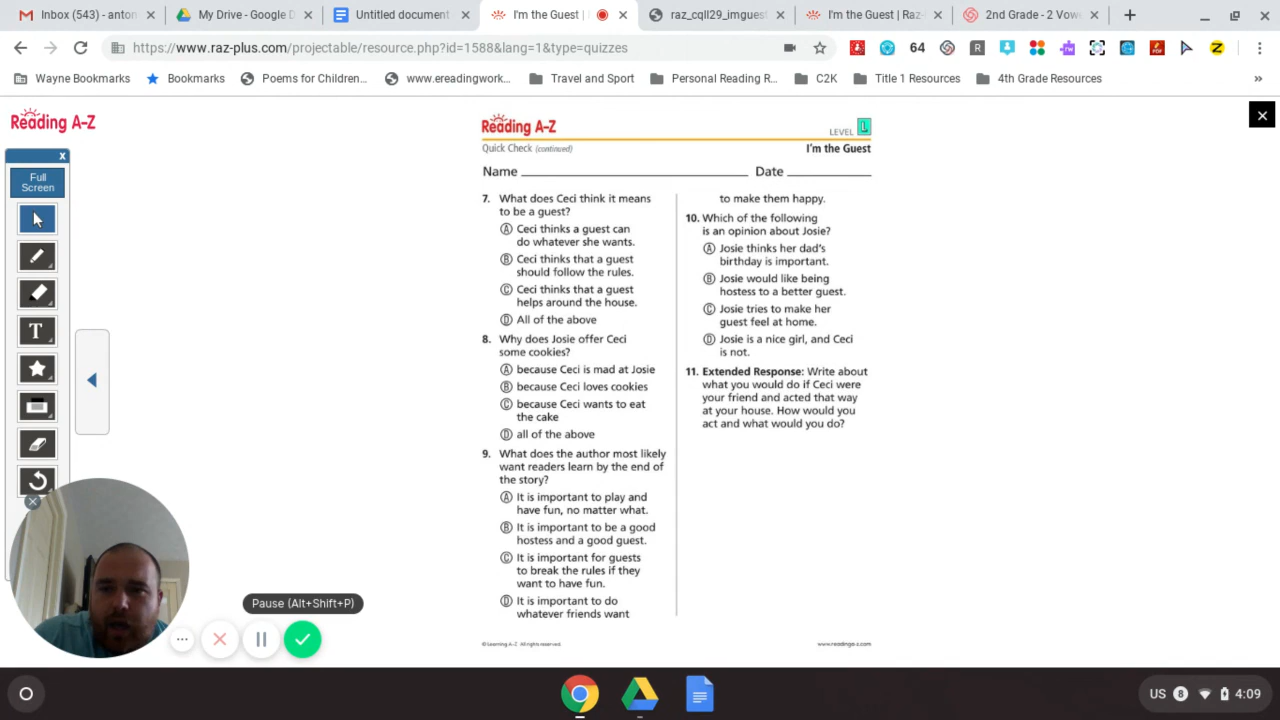 Inbox (543) - anton
My Drive - Google D
Untitled document
I'm the Guest |
raz_cqll29_imguest
I'm the Guest | Raz-
2nd Grade - 2 Vowe
https://www.raz-plus.com/projectable/resource.php?id=1588&lang=1&type=quizzes
64
R
PDF
Z
Wayne Bookmarks
Bookmarks
Poems for Children...
www.ereadingwork...
Travel and Sport
Personal Reading R...
C2K
Title 1 Resources
4th Grade Resources
»
Reading A-Z
x
Full
Screen
T
Reading A-Z
LEVEL L
Quick Check (continued)
I'm the Guest
Name
Date
7. What does Ceci think it means
to be a guest?
A Ceci thinks a guest can
do whatever she wants.
B Ceci thinks that a guest
should follow the rules.
C Ceci thinks that a guest
helps around the house.
D All of the above
8. Why does Josie offer Ceci
some cookies?
A because Ceci is mad at Josie
B because Ceci loves cookies
C because Ceci wants to eat
the cake
D all of the above
9. What does the author most likely
want readers learn by the end of
the story?
A It is important to play and
have fun, no matter what.
B It is important to be a good
hostess and a good guest.
C It is important for guests
to break the rules if they
want to have fun.
D It is important to do
whatever friends want
to make them happy.
10. Which of the following
is an opinion about Josie?
A Josie thinks her dad's
birthday is important.
B Josie would like being
hostess to a better guest.
C Josie tries to make her
guest feel at home.
D Josie is a nice girl, and Ceci
is not.
11. Extended Response: Write about
what you would do if Ceci were
your friend and acted that way
at your house. How would you
act and what would you do?
© Learning A-Z All rights reserved.
www.readinga-z.com
Pause (Alt+Shift+P)
US 8 4:09